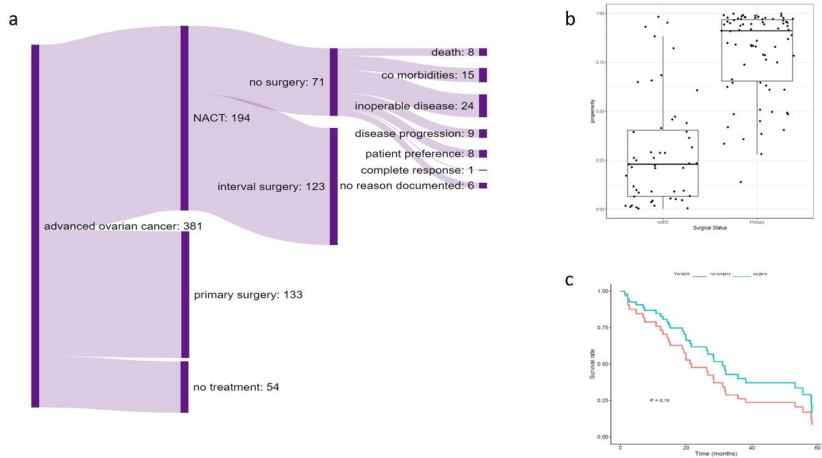 a
advanced ovarian cancer: 381
NACT: 194
primary surgery: 133
no treatment: 54
no surgery: 71
interval surgery: 123
death: 8
co morbidities: 15
inoperable disease: 24
disease progression: 9
patient preference: 8
complete response: 1
no reason documented: 6
b
propensity
1.00
0.75
0.50
0.25
0.00
Primary
Surgical Status
c
Variable no surgery surgery
Survival rate
1.00
0.75
0.50
0.25
0.00
P = 0.16
0 20 40 60
Time (months)